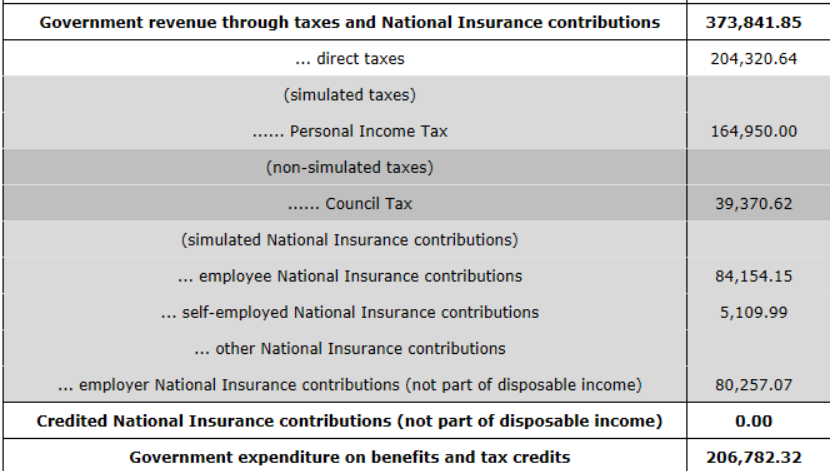 Government revenue through taxes and National Insurance contributions 373,841.85
... direct taxes 204,320.64
(simulated taxes)
...... Personal Income Tax 164,950.00
(non-simulated taxes)
...... Council Tax 39,370.62
(simulated National Insurance contributions)
... employee National Insurance contributions 84,154.15
... self-employed National Insurance contributions 5,109.99
... other National Insurance contributions
... employer National Insurance contributions (not part of disposable income) 80,257.07
Credited National Insurance contributions (not part of disposable income) 0.00
Government expenditure on benefits and tax credits 206,782.32